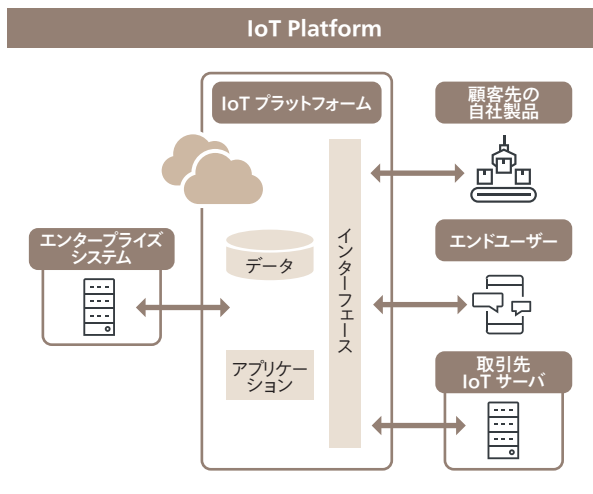 IoT Platform
IoT プラットフォーム
顧客先の
自社製品
エンタープライズ
システム
データ
アプリケー
ション
インターフェース
エンドユーザー
取引先
IoT サーバ